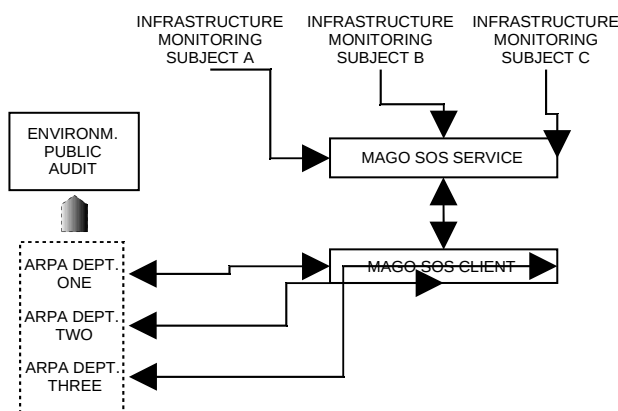 INFRASTRUCTURE
MONITORING
SUBJECT A
INFRASTRUCTURE
MONITORING
SUBJECT B
INFRASTRUCTURE
MONITORING
SUBJECT C
ENVIRONM.
PUBLIC
AUDIT
MAGO SOS SERVICE
ARPA DEPT.
ONE
MAGO SOS CLIENT
ARPA DEPT.
TWO
ARPA DEPT.
THREE